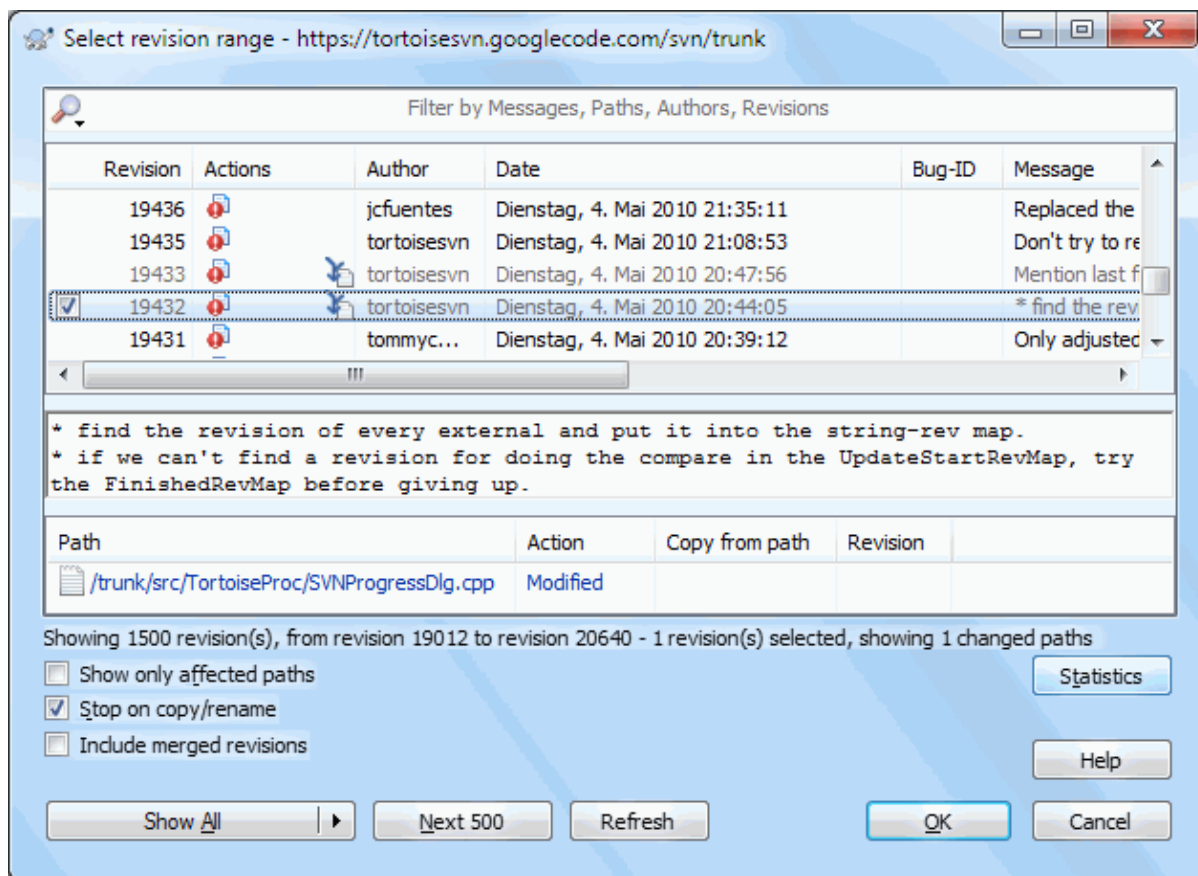 Select revision range - https://tortoisesvn.googlecode.com/svn/trunk
Filter by Messages, Paths, Authors, Revisions
Revision Actions Author Date Bug-ID Message
19436 jcfuentes Dienstag, 4. Mai 2010 21:35:11 Replaced the
19435 tortoisesvn Dienstag, 4. Mai 2010 21:08:53 Don't try to re
19433 tortoisesvn Dienstag, 4. Mai 2010 20:47:56 Mention last f
19432 tortoisesvn Dienstag, 4. Mai 2010 20:44:05 * find the rev
19431 tommyc... Dienstag, 4. Mai 2010 20:39:12 Only adjusted
* find the revision of every external and put it into the string-rev map.
* if we can't find a revision for doing the compare in the UpdateStartRevMap, try
the FinishedRevMap before giving up.
Path Action Copy from path Revision
/trunk/src/TortoiseProc/SVNProgressDlg.cpp Modified
Showing 1500 revision(s), from revision 19012 to revision 20640 - 1 revision(s) selected, showing 1 changed paths
Show only affected paths
Statistics
Stop on copy/rename
Include merged revisions
Help
Show All Next 500 Refresh OK Cancel